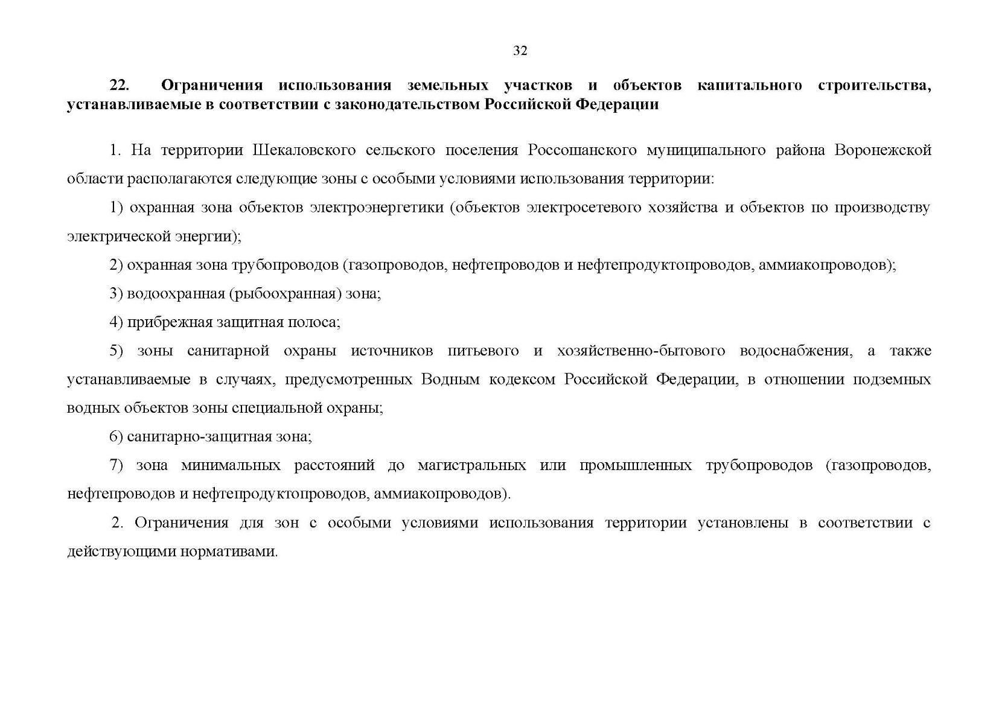 32
22. Ограничения использования земельных участков и объектов капитального строительства,
устанавливаемые в соответствии с законодательством Российской Федерации
1. На территории Шекаловского сельского поселения Россошанского муниципального района Воронежской
области располагаются следующие зоны с особыми условиями использования территории:
1) охранная зона объектов электроэнергетики (объектов электросетевого хозяйства и объектов по производству
электрической энергии);
2) охранная зона трубопроводов (газопроводов, нефтепроводов и нефтепродуктопроводов, аммиакопроводов);
3) водоохранная (рыбоохранная) зона;
4) прибрежная защитная полоса;
5) зоны санитарной охраны источников питьевого и хозяйственно-бытового водоснабжения, а также
устанавливаемые в случаях, предусмотренных Водным кодексом Российской Федерации, в отношении подземных
водных объектов зоны специальной охраны;
6) санитарно-защитная зона;
7) зона минимальных расстояний до магистральных или промышленных трубопроводов (газопроводов,
нефтепроводов и нефтепродуктопроводов, аммиакопроводов).
2. Ограничения для зон с особыми условиями использования территории установлены в соответствии с
действующими нормативами.